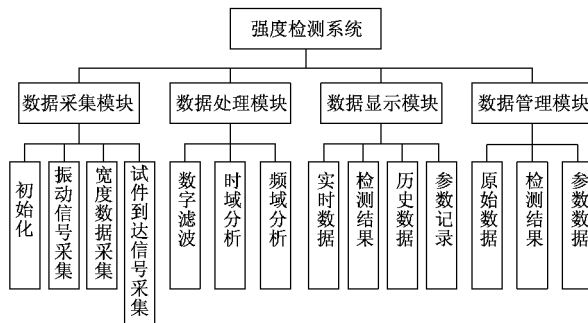 强度检测系统
数据采集模块
数据处理模块
数据显示模块
数据管理模块
初始化
振动信号采集
宽度数据采集
试件到达信号采集
数字滤波
时域分析
频域分析
实时数据
检测结果
历史数据
参数记录
原始数据
检测结果
参数数据